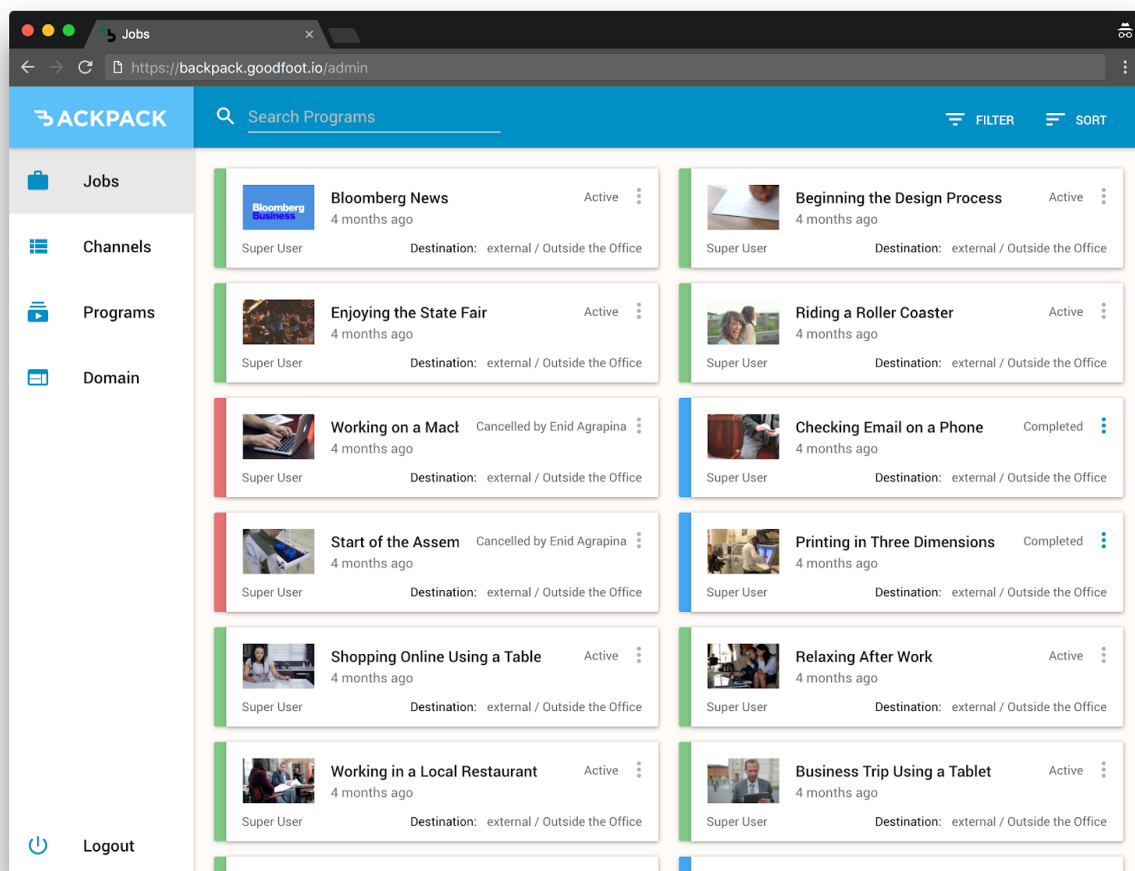 Jobs
https://backpack.goodfoot.io/admin
BACKPACK
Search Programs
FILTER
SORT
Jobs
Channels
Programs
Domain
Logout
Bloomberg Business
Bloomberg News
Active
4 months ago
Super User
Destination: external / Outside the Office
Beginning the Design Process
Active
4 months ago
Super User
Destination: external / Outside the Office
Enjoying the State Fair
Active
4 months ago
Super User
Destination: external / Outside the Office
Riding a Roller Coaster
Active
4 months ago
Super User
Destination: external / Outside the Office
Working on a Mact
Cancelled by Enid Agrapina
4 months ago
Super User
Destination: external / Outside the Office
Checking Email on a Phone
Completed
4 months ago
Super User
Destination: external / Outside the Office
Start of the Assem
Cancelled by Enid Agrapina
4 months ago
Super User
Destination: external / Outside the Office
Printing in Three Dimensions
Completed
4 months ago
Super User
Destination: external / Outside the Office
Shopping Online Using a Table
Active
4 months ago
Super User
Destination: external / Outside the Office
Relaxing After Work
Active
4 months ago
Super User
Destination: external / Outside the Office
Working in a Local Restaurant
Active
4 months ago
Super User
Destination: external / Outside the Office
Business Trip Using a Tablet
Active
4 months ago
Super User
Destination: external / Outside the Office